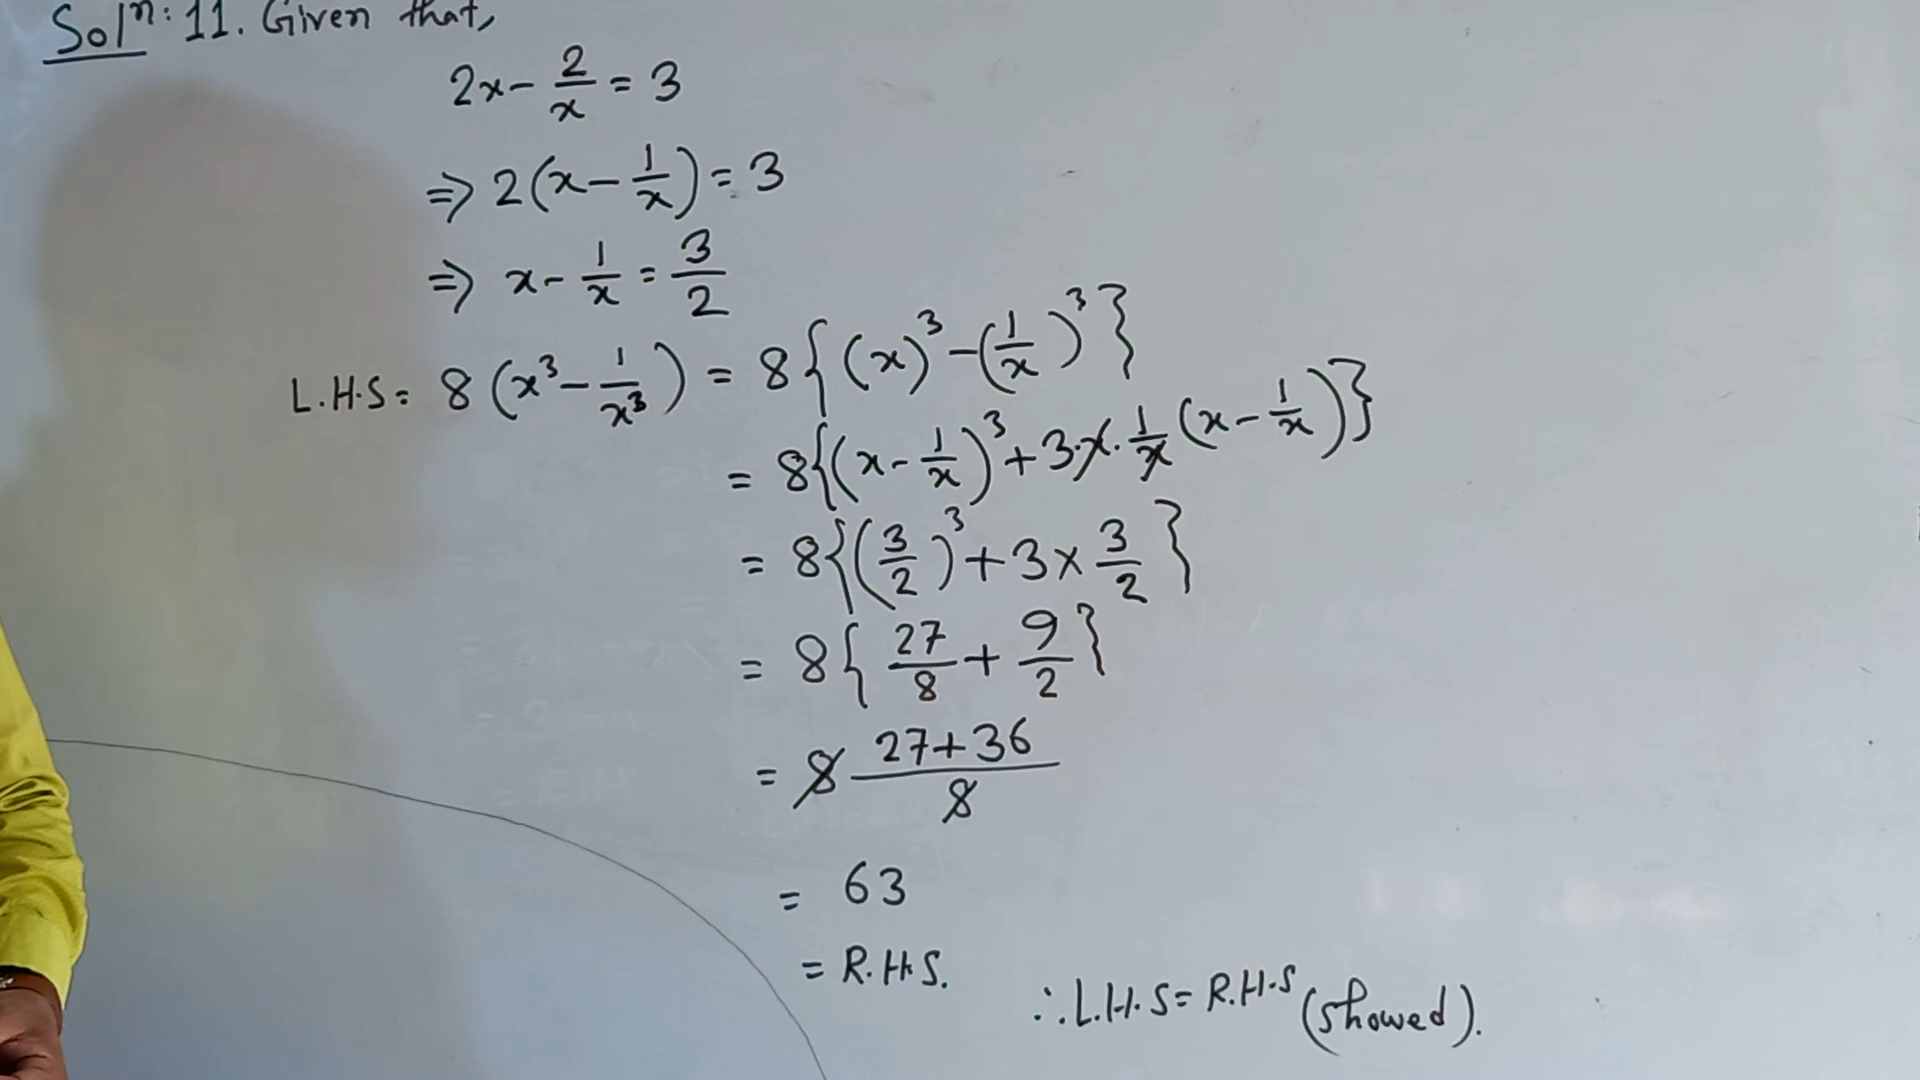 Solⁿ: 11. Given that,
2x - 2/x = 3
⇒ 2(x - 1/x) = 3
⇒ x - 1/x = 3/2
L.H.S = 8(x³ - 1/x³) = 8{(x)³ - (1/x)³}
= 8{(x - 1/x)³ + 3·x·1/x(x - 1/x)}
= 8{(3/2)³ + 3 × 3/2}
= 8{27/8 + 9/2}
= 8 (27+36)/8
= 63
= R.H.S.
∴ L.H.S = R.H.S (showed).